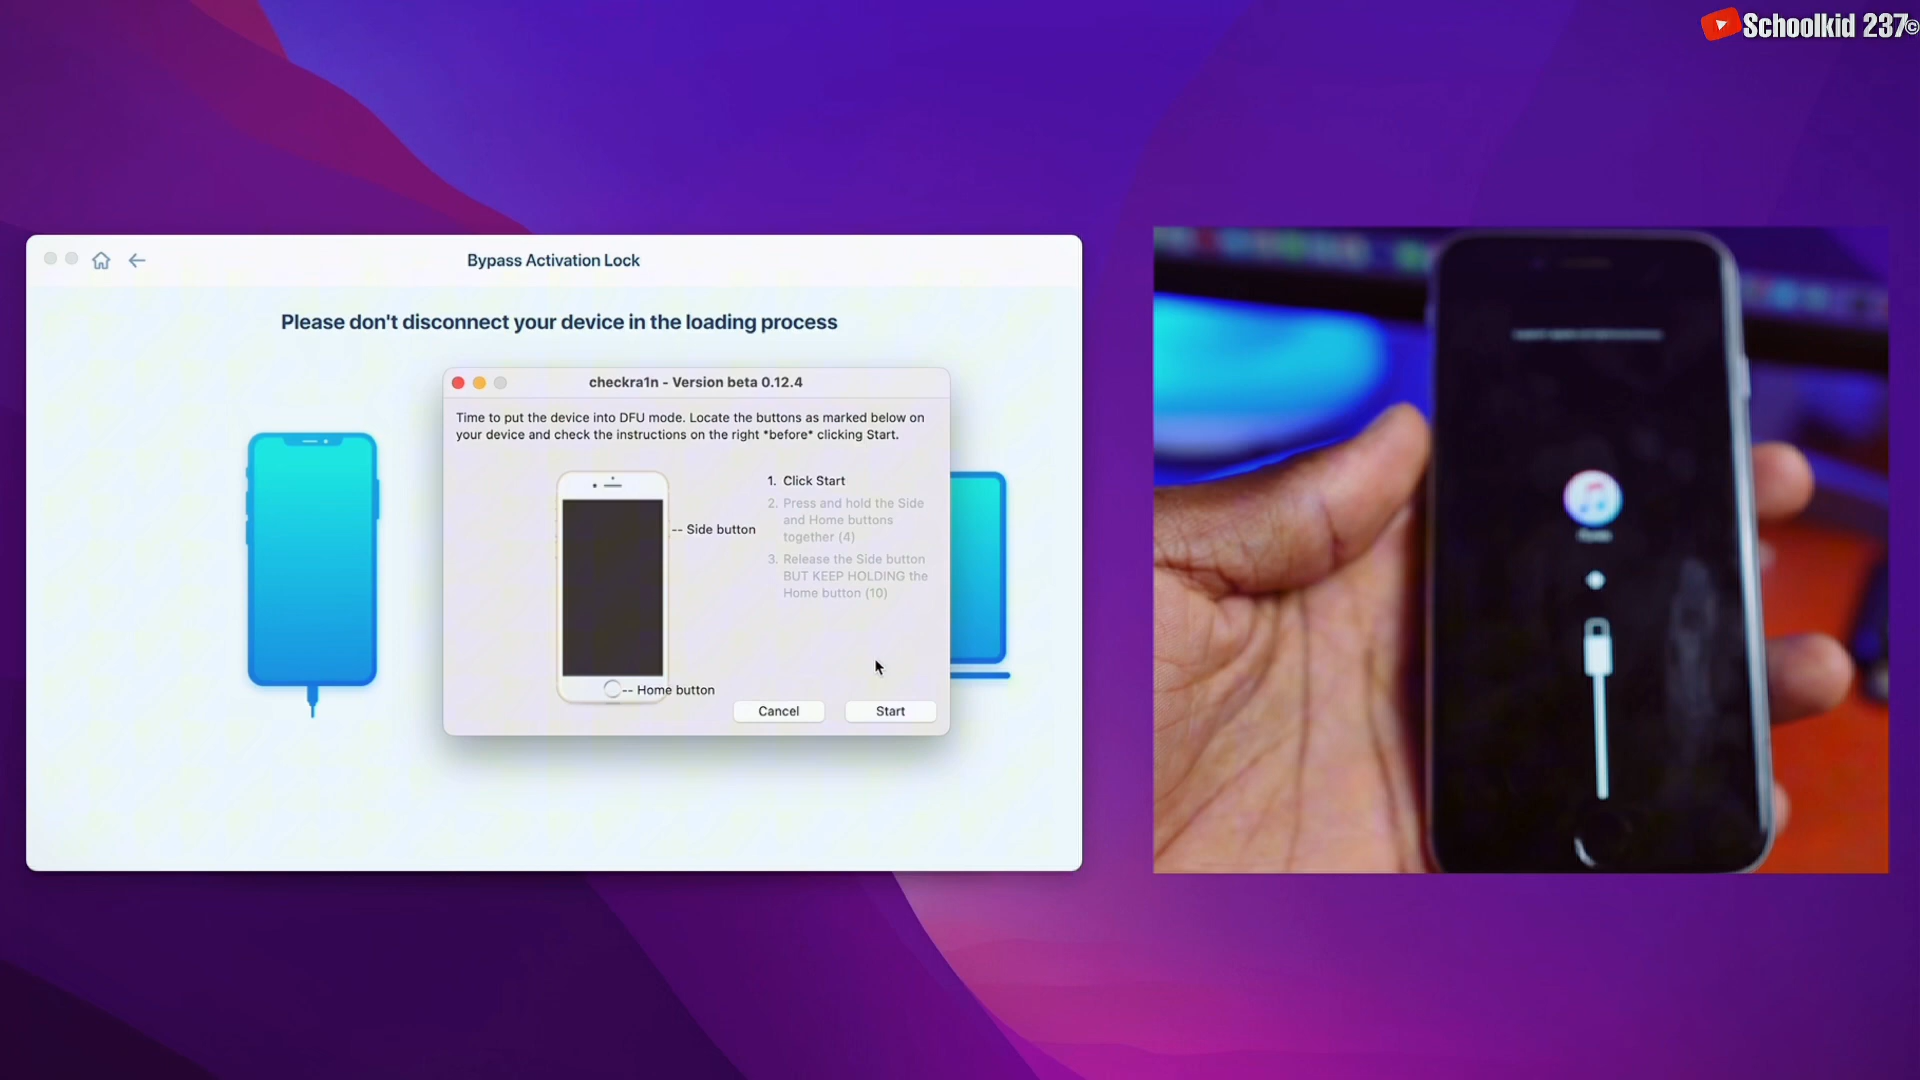 Schoolkid 237©
Bypass Activation Lock
Please don't disconnect your device in the loading process
checkra1n - Version beta 0.12.4
Time to put the device into DFU mode. Locate the buttons as marked below on
your device and check the instructions on the right *before* clicking Start.
-- Side button
-- Home button
1. Click Start
2. Press and hold the Side
and Home buttons
together (4)
3. Release the Side button
BUT KEEP HOLDING the
Home button (10)
Cancel
Start